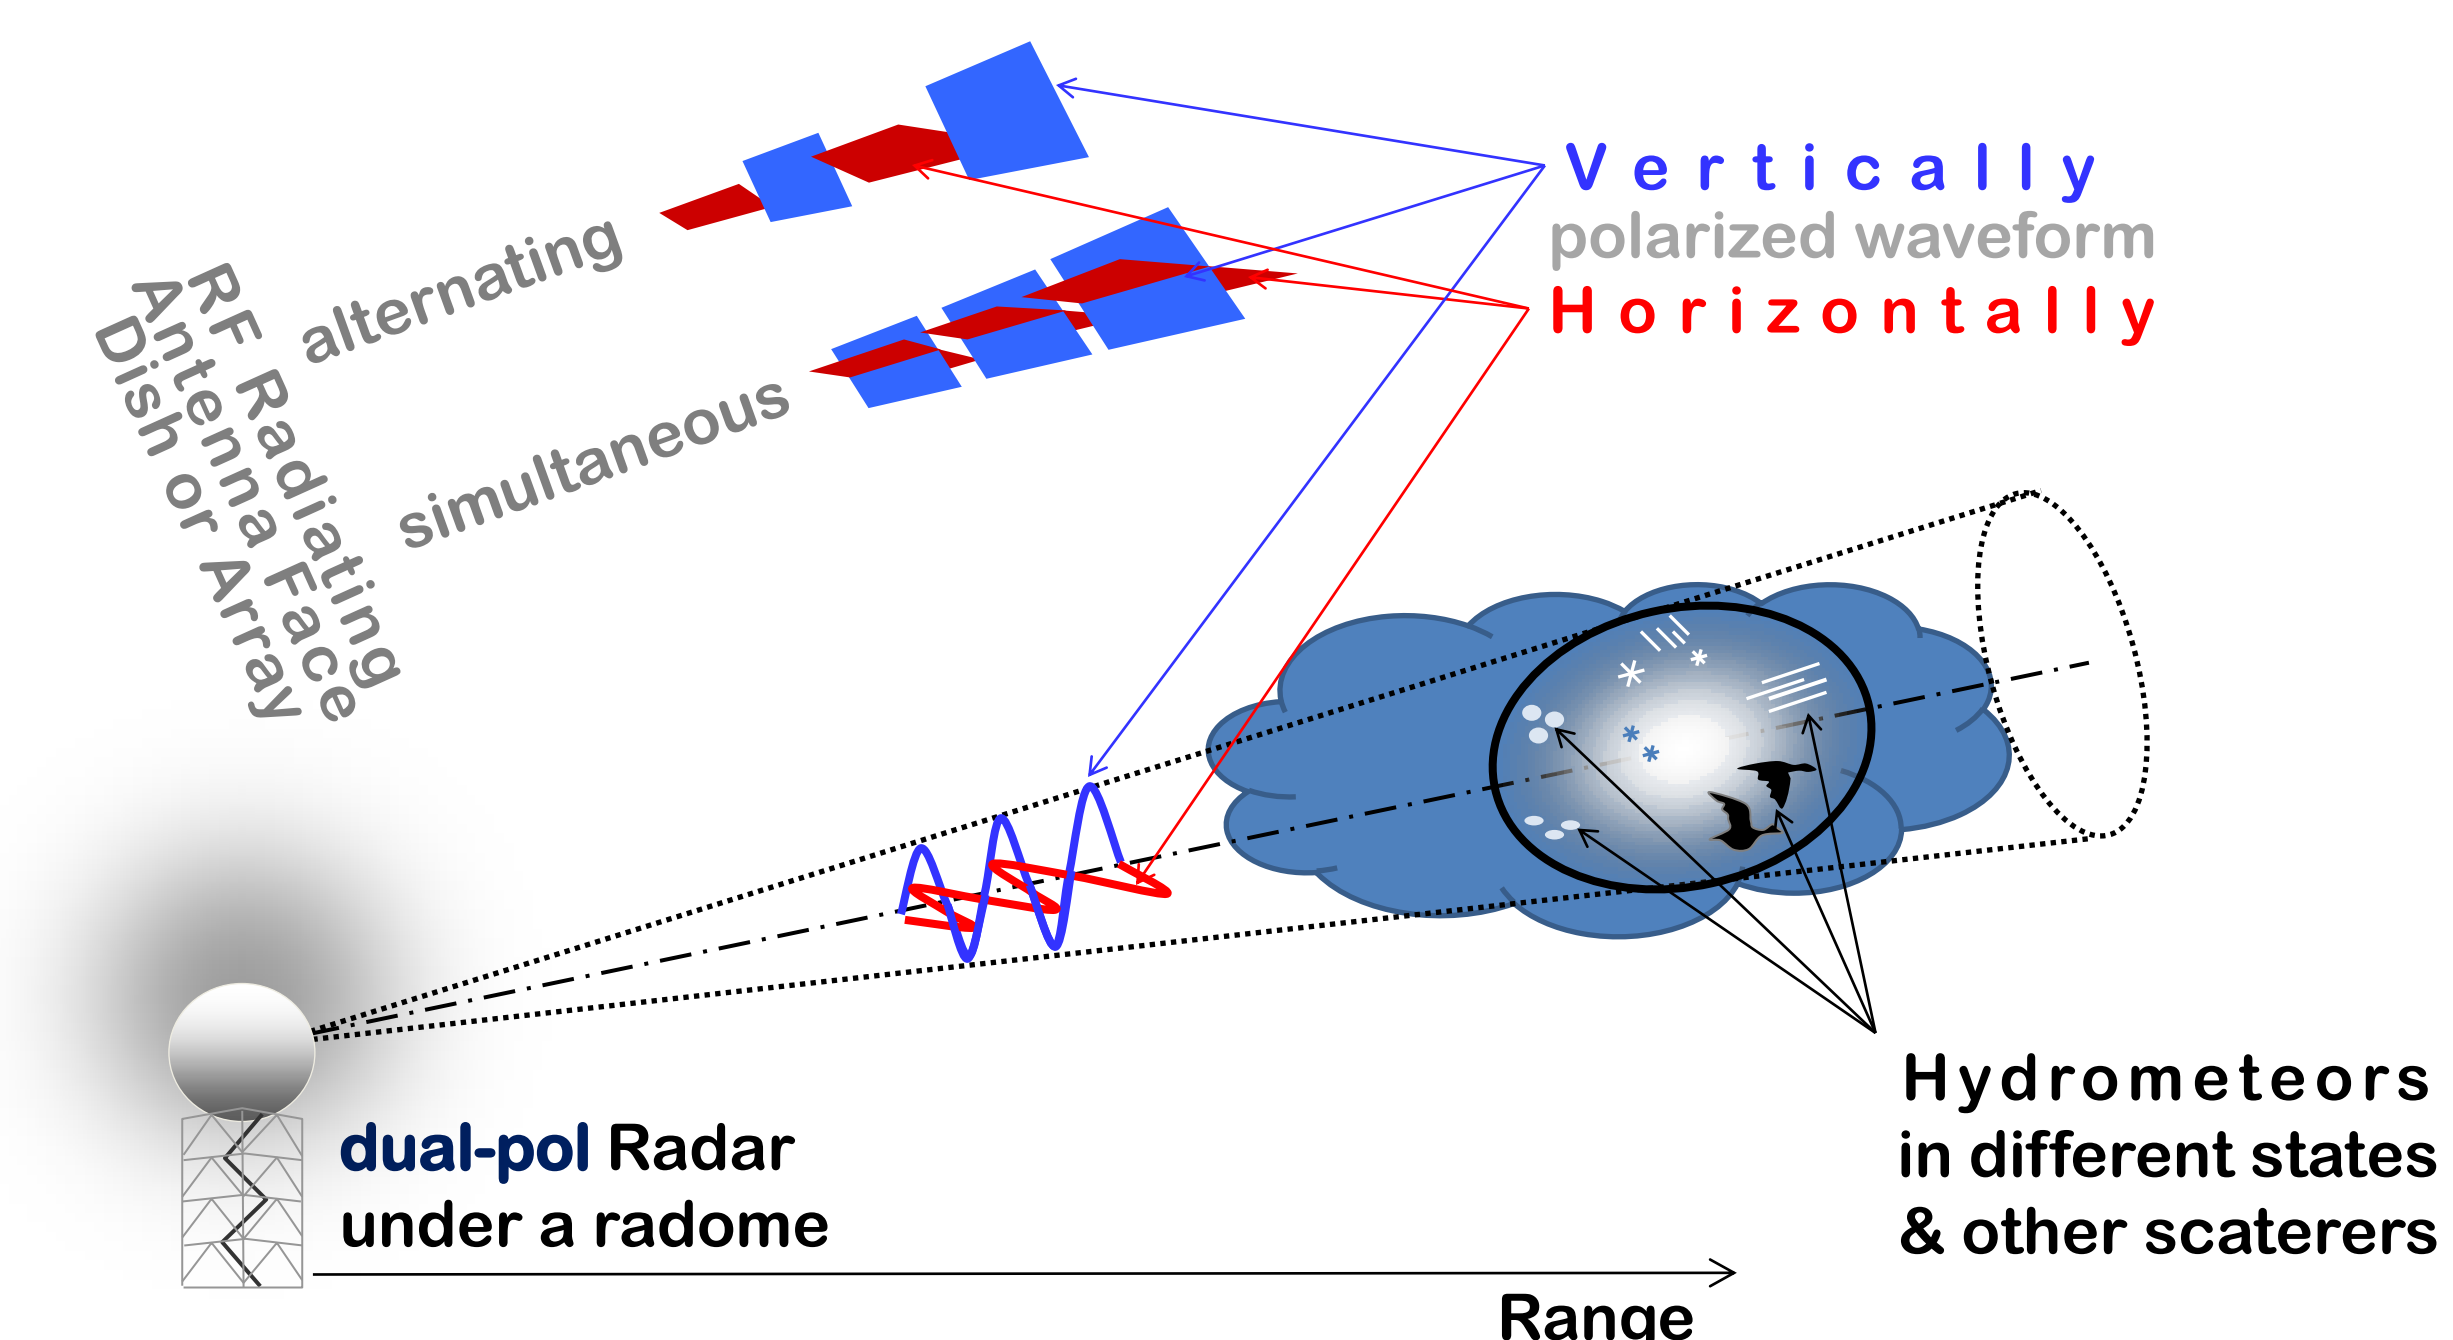 Vertically
polarized waveform
Horizontally
alternating
simultaneous
RF Radiating
Antenna Face
Dish or Array
dual-pol Radar
under a radome
Hydrometeors
in different states
& other scaterers
Range